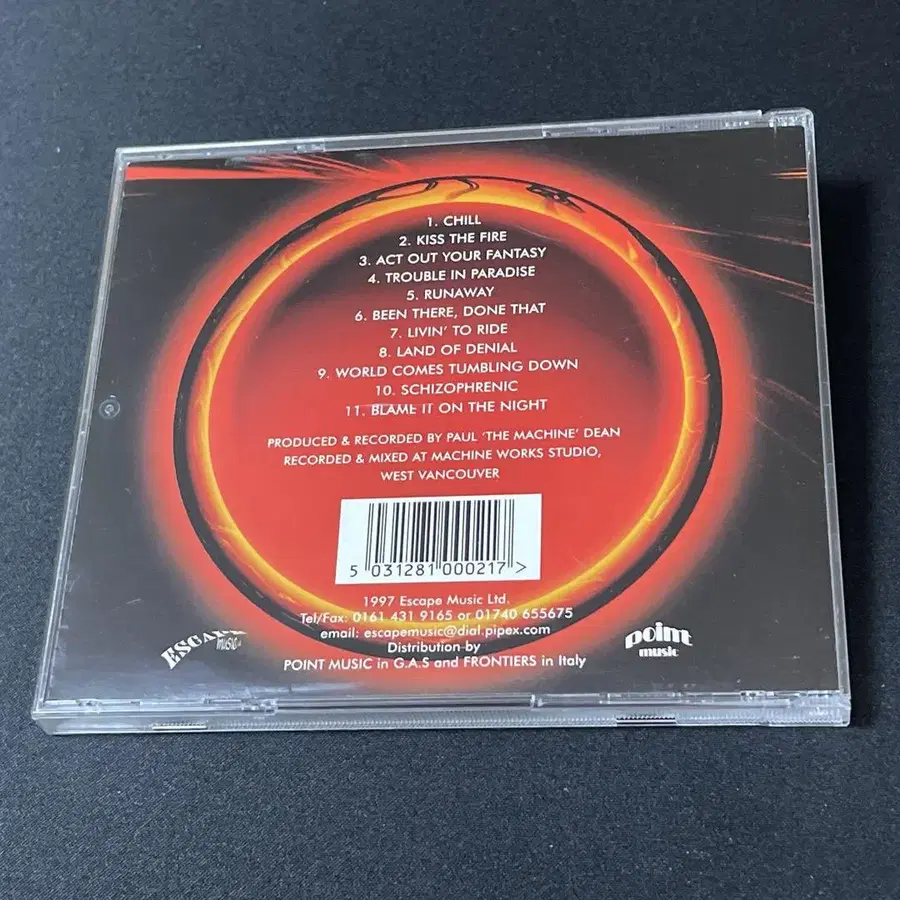 1. CHILL
2. KISS THE FIRE
3. ACT OUT YOUR FANTASY
4. TROUBLE IN PARADISE
5. RUNAWAY
6. BEEN THERE, DONE THAT
7. LIVIN' TO RIDE
8. LAND OF DENIAL
9. WORLD COMES TUMBLING DOWN
10. SCHIZOPHRENIC
11. BLAME IT ON THE NIGHT
PRODUCED & RECORDED BY PAUL 'THE MACHINE' DEAN
RECORDED & MIXED AT MACHINE WORKS STUDIO,
WEST VANCOUVER
5 031281 000217 >
1997 Escape Music Ltd.
Tel/Fax: 0161 431 9165 or 01740 655675
email: escapemusic@dial.pipex.com
Distribution by
POINT MUSIC in G.A.S and FRONTIERS in Italy
ESCAPE
MUSIC
point
music